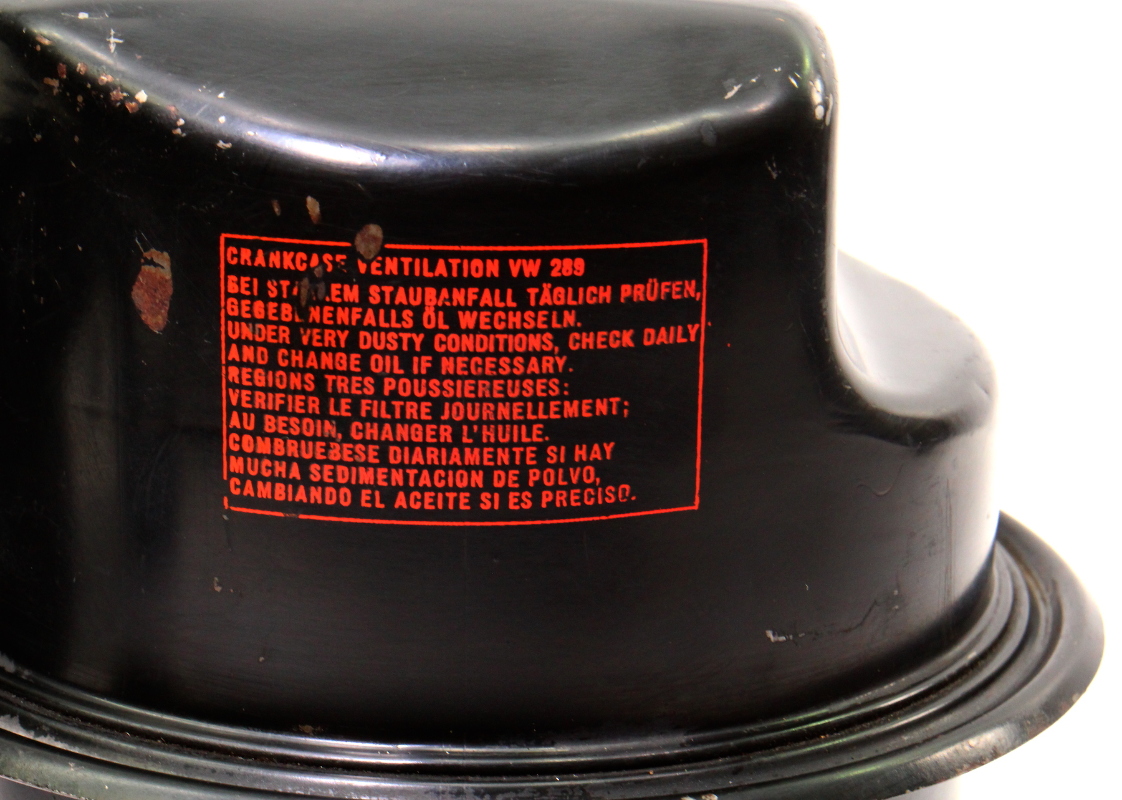 CRANKCASE VENTILATION VW 289
BEI STARKEM STAUBANFALL TÄGLICH PRÜFEN,
GEGEBENENFALLS ÖL WECHSELN.
UNDER VERY DUSTY CONDITIONS, CHECK DAILY
AND CHANGE OIL IF NECESSARY.
REGIONS TRES POUSSIEREUSES:
VERIFIER LE FILTRE JOURNELLEMENT;
AU BESOIN, CHANGER L'HUILE.
COMBRUEBESE DIARIAMENTE SI HAY
MUCHA SEDIMENTACION DE POLVO,
CAMBIANDO EL ACEITE SI ES PRECISO.